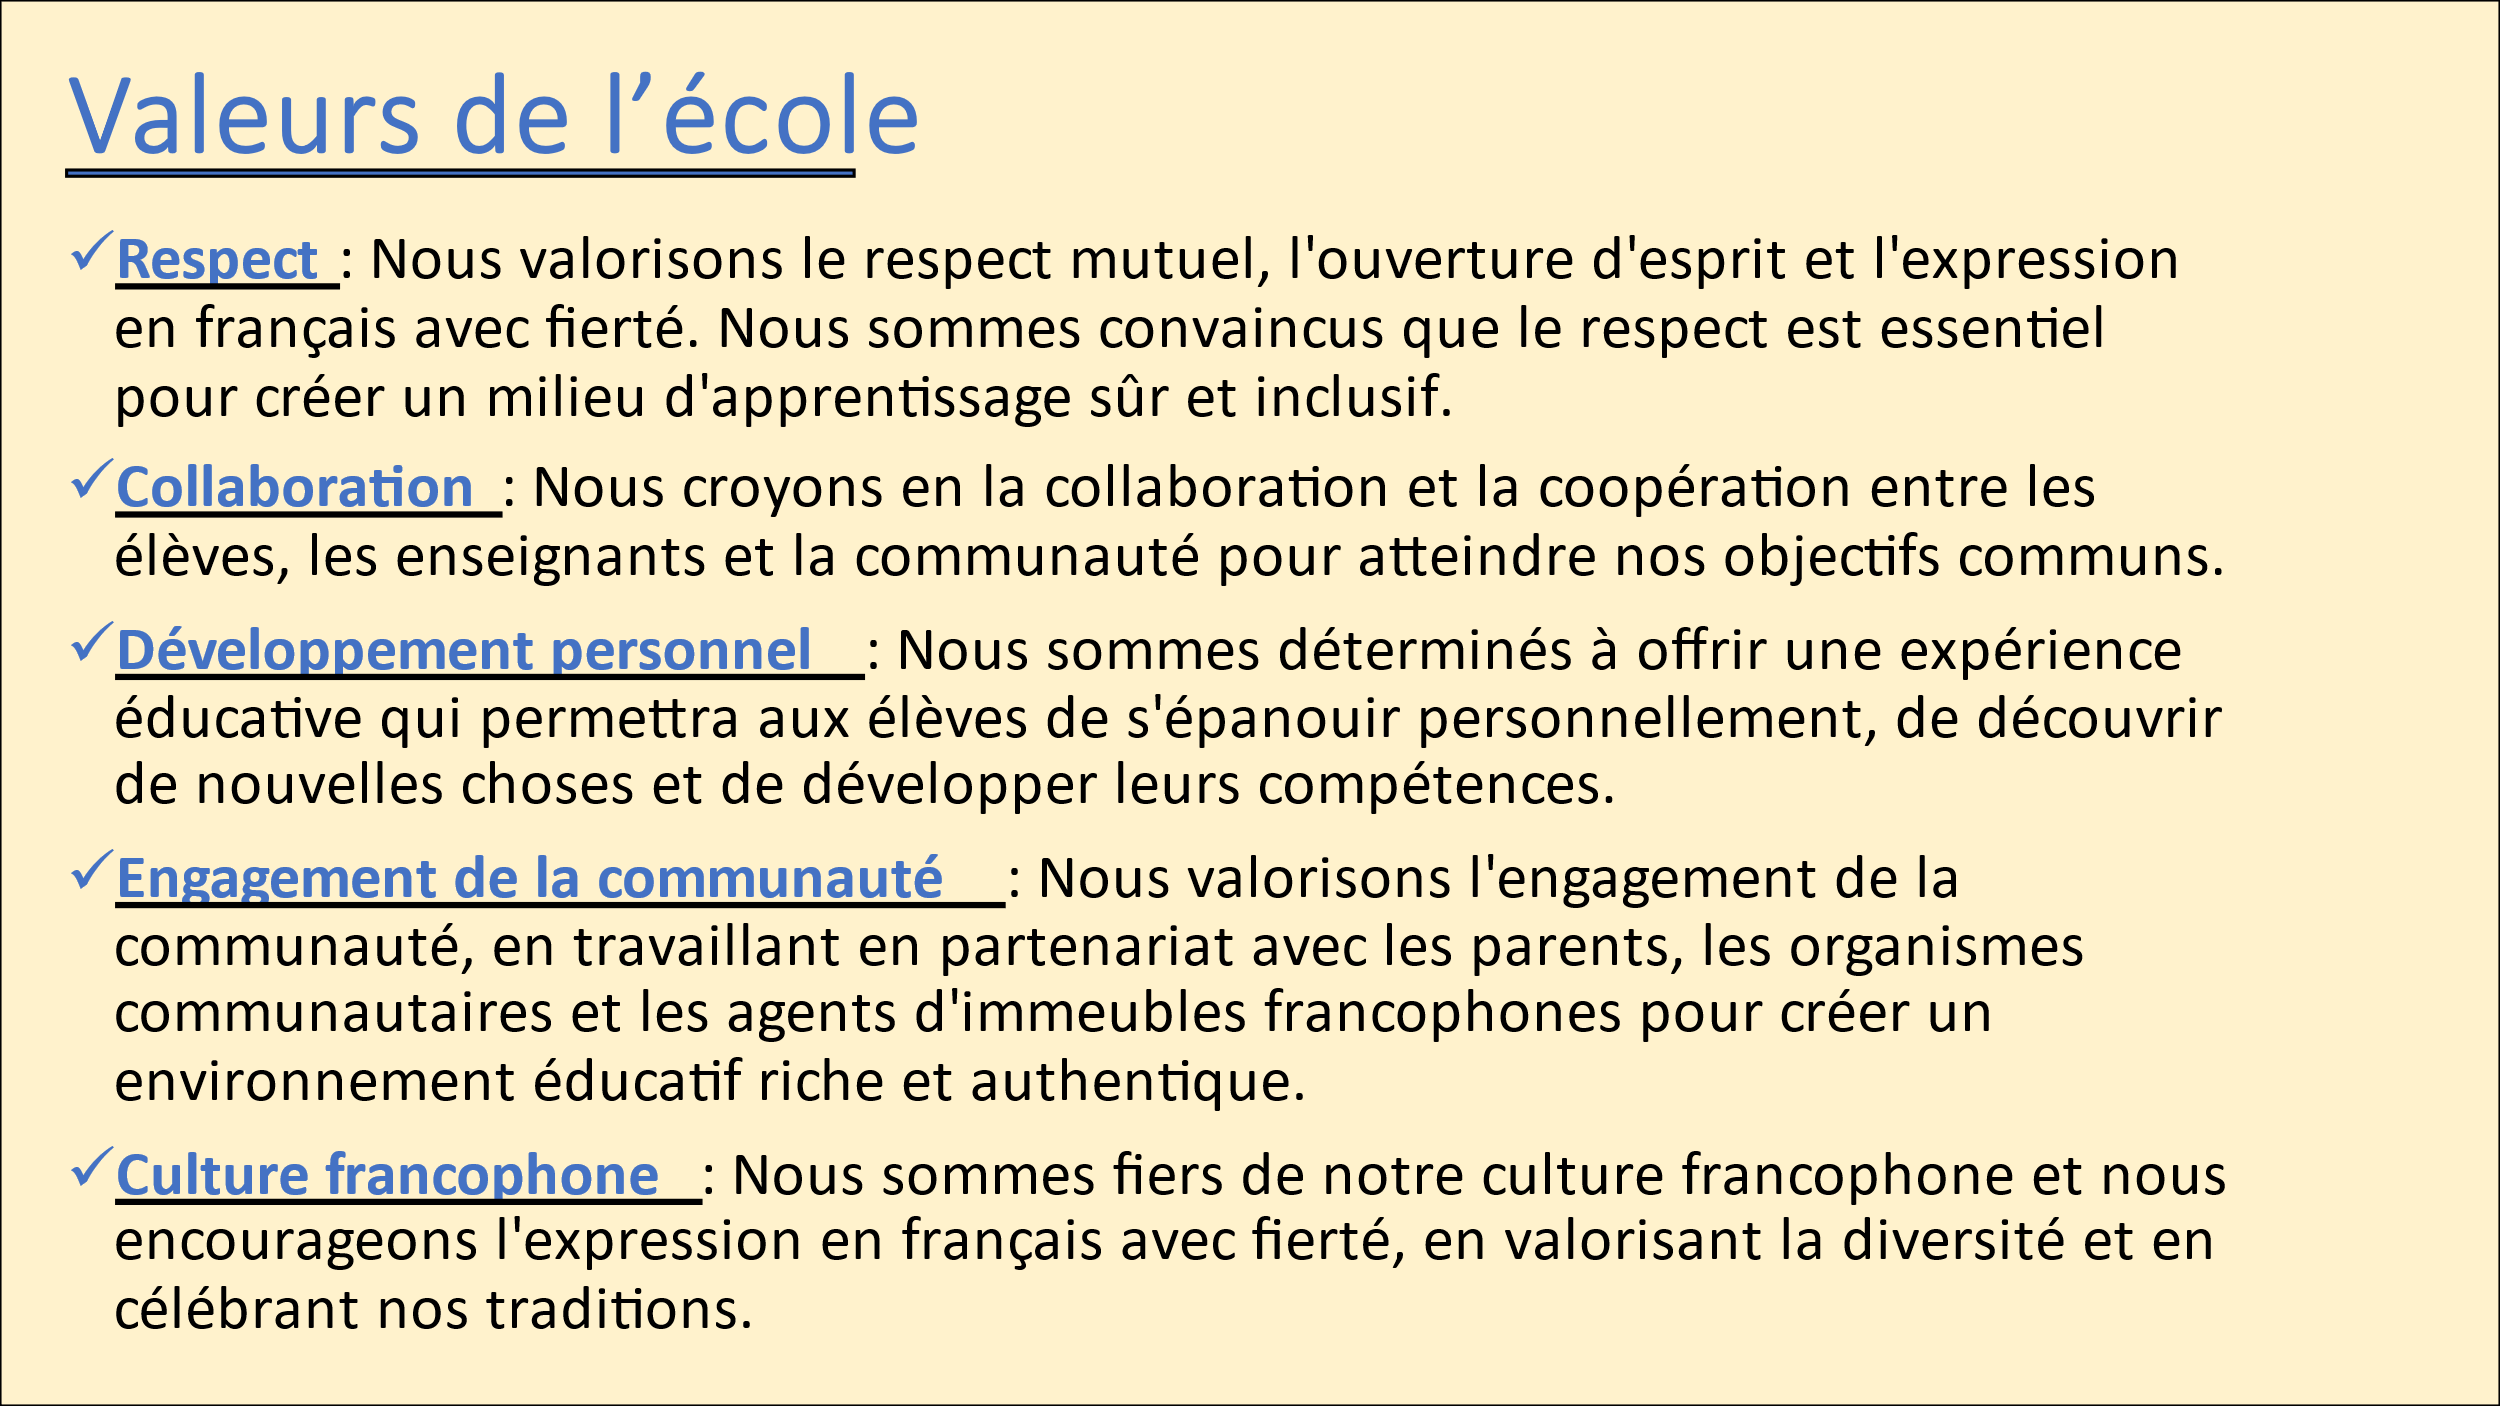 Valeurs de l’école
✓Respect : Nous valorisons le respect mutuel, l'ouverture d'esprit et l'expression
en français avec fierté. Nous sommes convaincus que le respect est essentiel
pour créer un milieu d'apprentissage sûr et inclusif.
✓Collaboration : Nous croyons en la collaboration et la coopération entre les
élèves, les enseignants et la communauté pour atteindre nos objectifs communs.
✓Développement personnel : Nous sommes déterminés à offrir une expérience
éducative qui permettra aux élèves de s'épanouir personnellement, de découvrir
de nouvelles choses et de développer leurs compétences.
✓Engagement de la communauté : Nous valorisons l'engagement de la
communauté, en travaillant en partenariat avec les parents, les organismes
communautaires et les agents d'immeubles francophones pour créer un
environnement éducatif riche et authentique.
✓Culture francophone : Nous sommes fiers de notre culture francophone et nous
encourageons l'expression en français avec fierté, en valorisant la diversité et en
célébrant nos traditions.